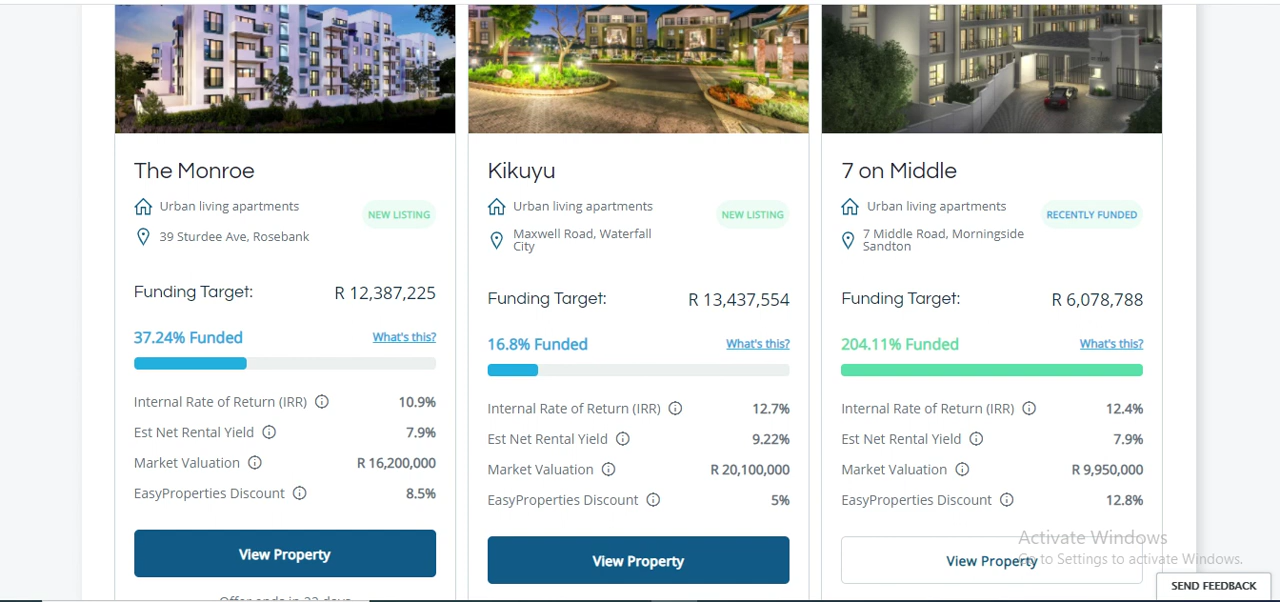 The Monroe
Urban living apartments
NEW LISTING
39 Sturdee Ave, Rosebank
Funding Target:
R 12,387,225
37.24% Funded
What's this?
Internal Rate of Return (IRR)
10.9%
Est Net Rental Yield
7.9%
Market Valuation
R 16,200,000
EasyProperties Discount
8.5%
View Property
Offer ends in 22 days
Kikuyu
Urban living apartments
NEW LISTING
Maxwell Road, Waterfall
City
Funding Target:
R 13,437,554
16.8% Funded
What's this?
Internal Rate of Return (IRR)
12.7%
Est Net Rental Yield
9.22%
Market Valuation
R 20,100,000
EasyProperties Discount
5%
View Property
7 on Middle
Urban living apartments
RECENTLY FUNDED
7 Middle Road, Morningside
Sandton
Funding Target:
R 6,078,788
204.11% Funded
What's this?
Internal Rate of Return (IRR)
12.4%
Est Net Rental Yield
7.9%
Market Valuation
R 9,950,000
EasyProperties Discount
12.8%
View Property
Activate Windows
Go to Settings to activate Windows.
SEND FEEDBACK